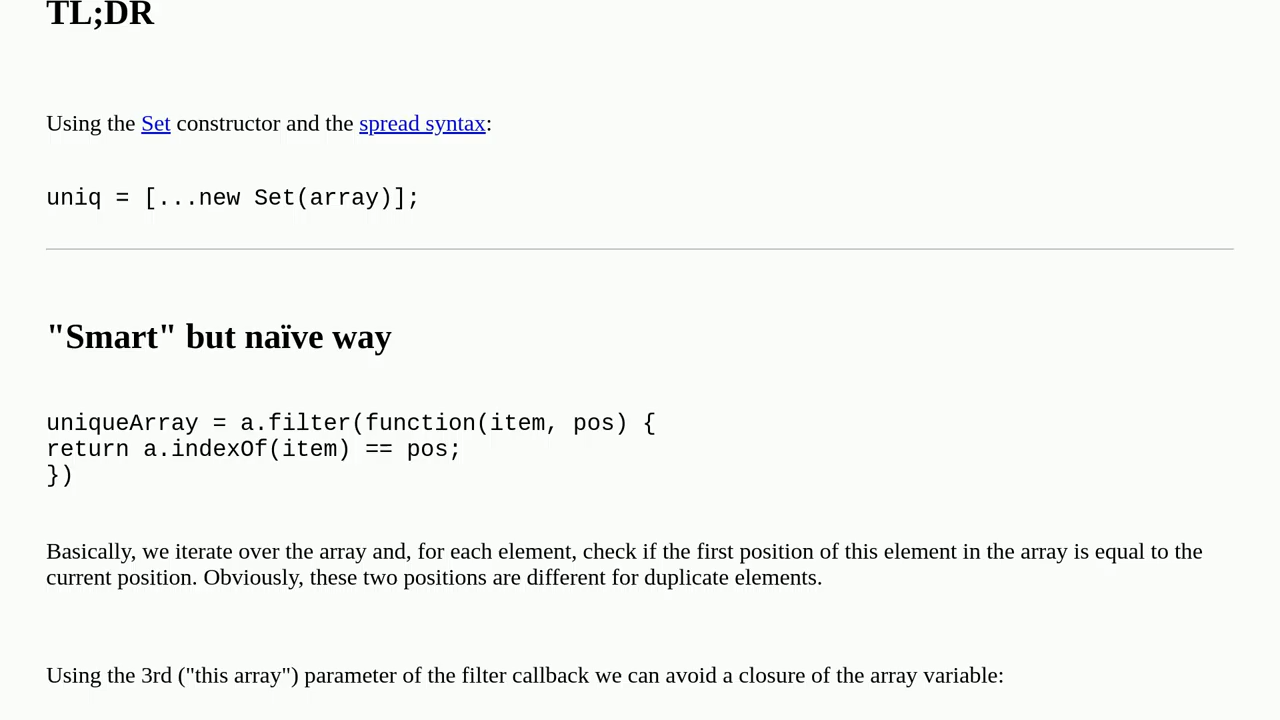 TL;DR
Using the Set constructor and the spread syntax:
uniq = [...new Set(array)];
"Smart" but naïve way
uniqueArray = a.filter(function(item, pos) {
return a.indexOf(item) == pos;
})
Basically, we iterate over the array and, for each element, check if the first position of this element in the array is equal to the
current position. Obviously, these two positions are different for duplicate elements.
Using the 3rd ("this array") parameter of the filter callback we can avoid a closure of the array variable: